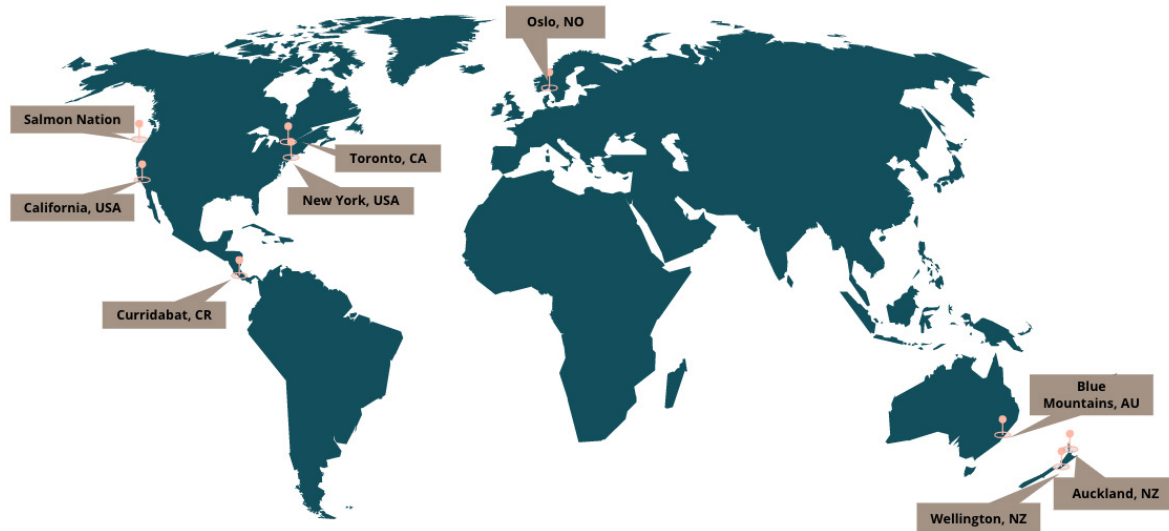 Oslo, NO
Salmon Nation
Toronto, CA
California, USA
New York, USA
Curridabat, CR
Blue
Mountains, AU
Auckland, NZ
Wellington, NZ